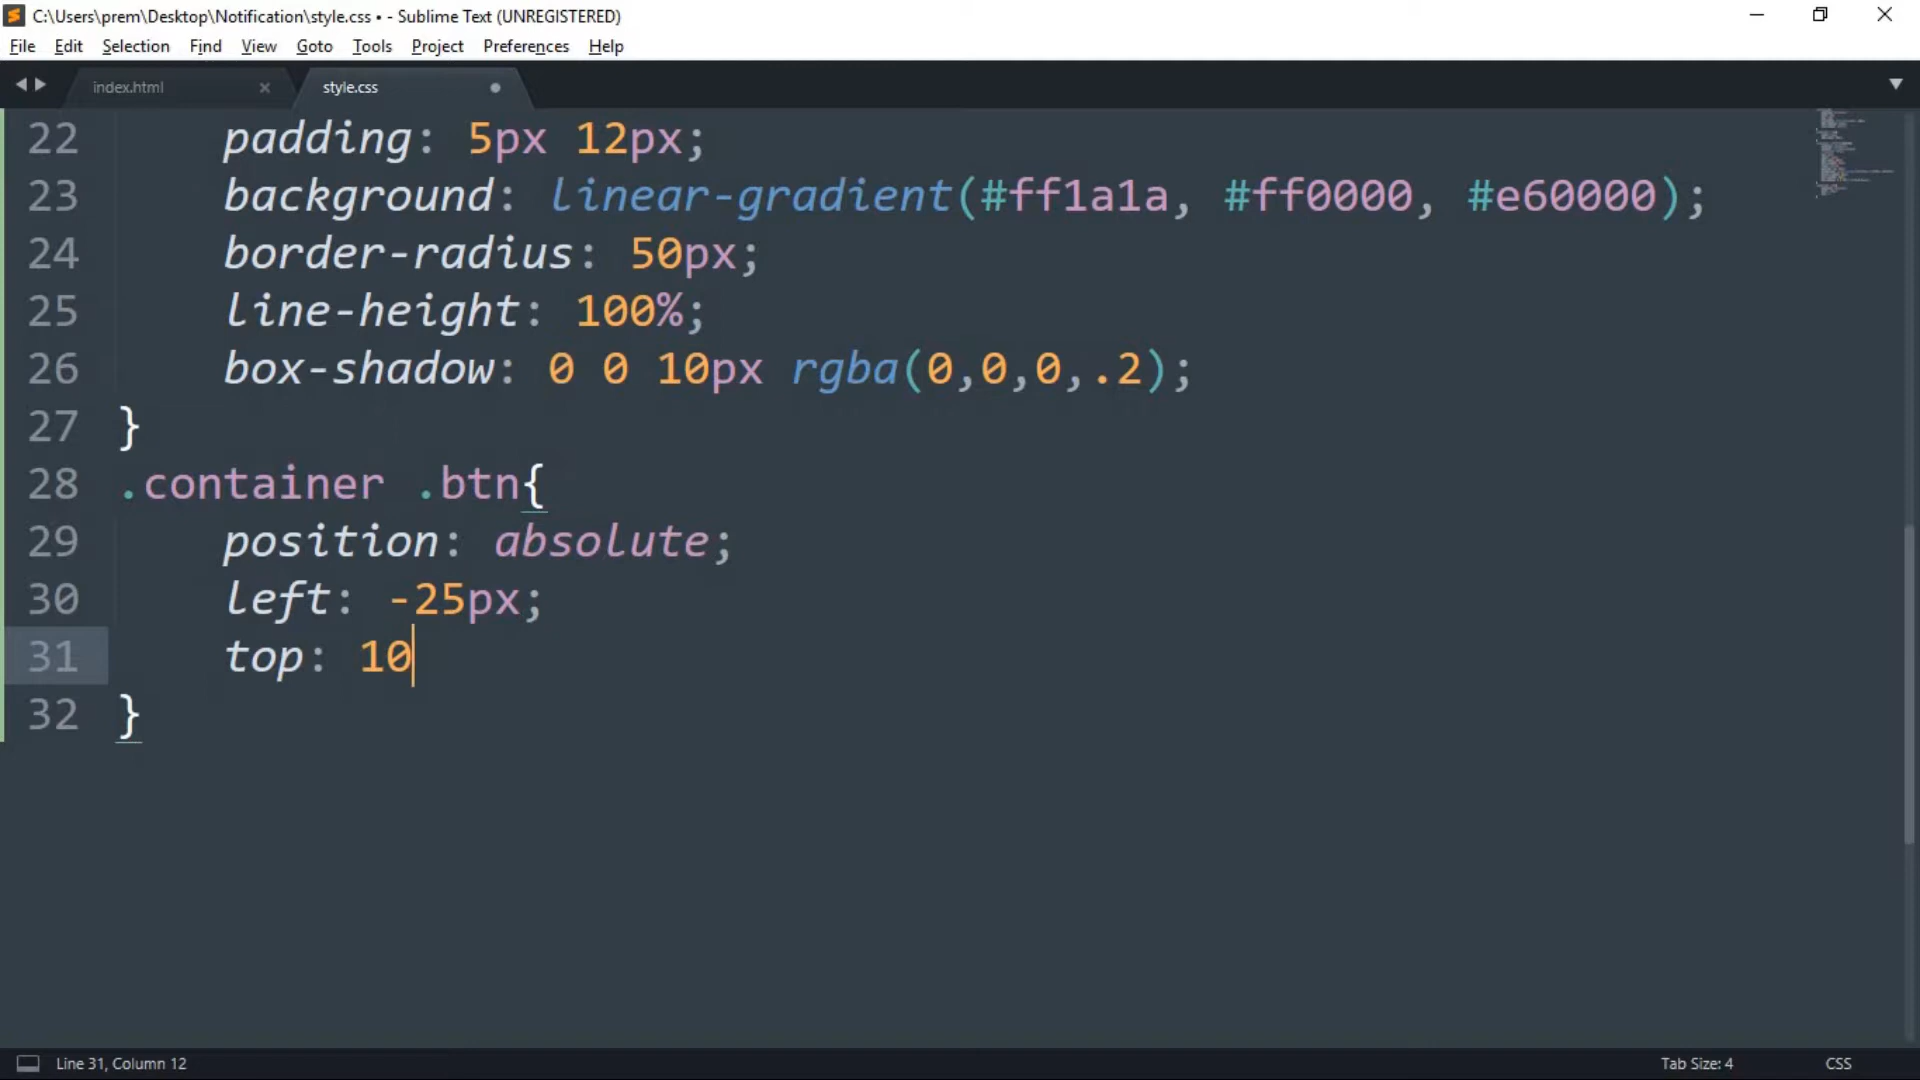 C:\Users\prem\Desktop\Notification\style.css • - Sublime Text (UNREGISTERED)
File Edit Selection Find View Goto Tools Project Preferences Help
index.html style.css
22 padding: 5px 12px;
23 background: linear-gradient(#ff1a1a, #ff0000, #e60000);
24 border-radius: 50px;
25 line-height: 100%;
26 box-shadow: 0 0 10px rgba(0,0,0,.2);
27 }
28 .container .btn{
29 position: absolute;
30 left: -25px;
31 top: 10
32 }
Line 31, Column 12 Tab Size: 4 CSS